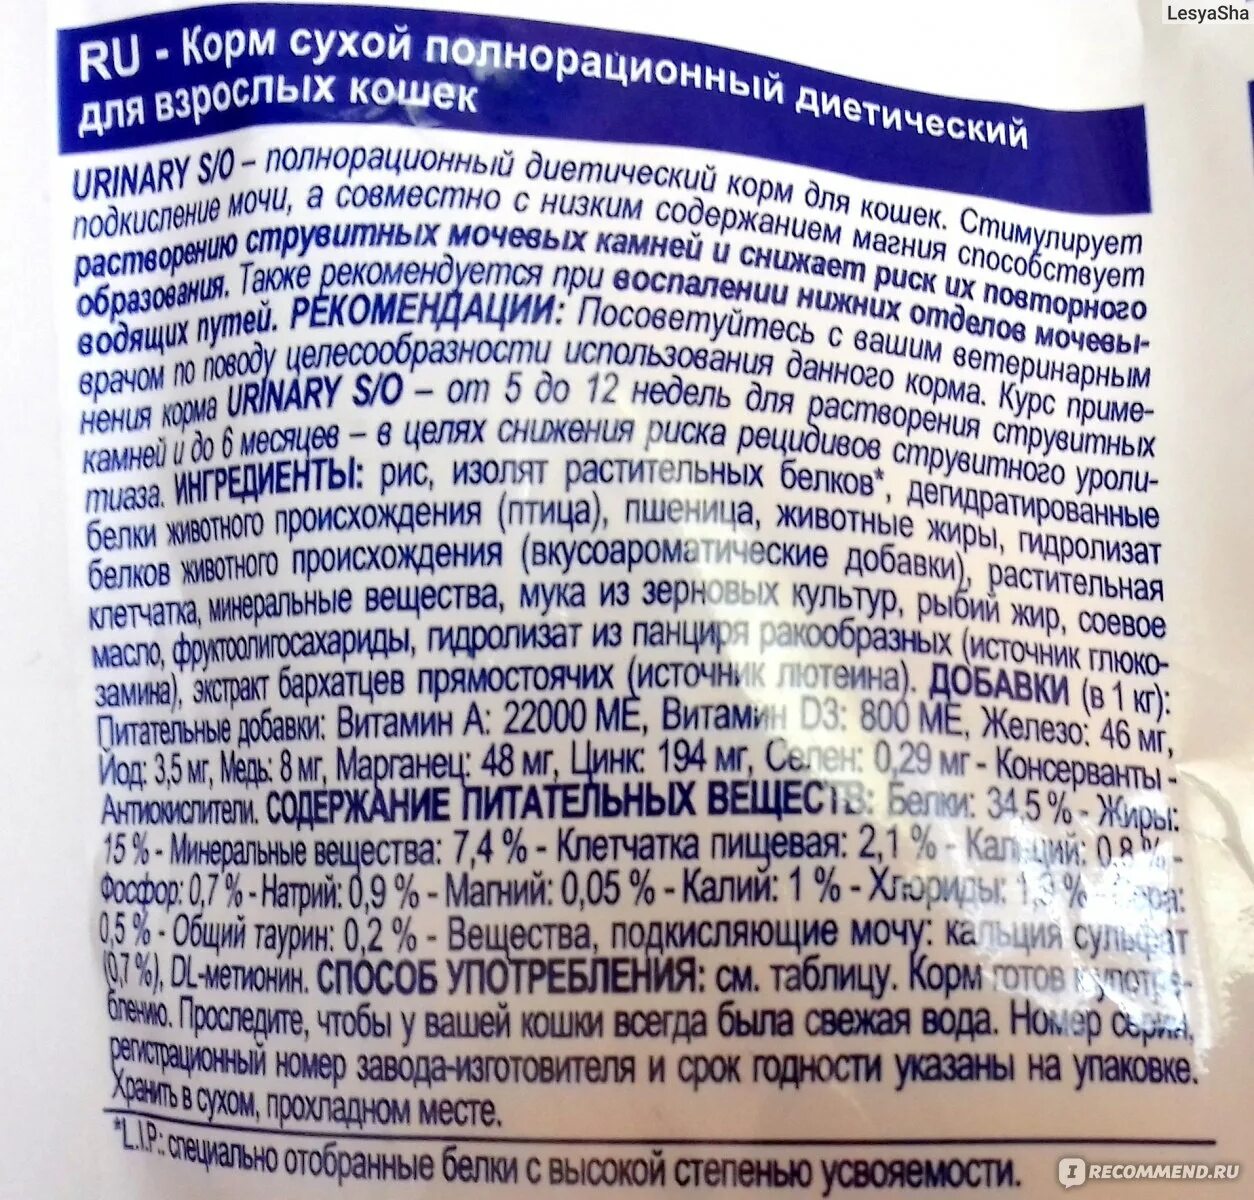 LesyaSha
RU - Корм сухой полнорационный диетический
для взрослых кошек
URINARY S/O – полнорационный диетический корм для кошек. Стимулирует
подкисление мочи, а совместно с низким содержанием магния способствует
растворению струвитных мочевых камней и снижает риск их повторного
образования. Также рекомендуется при воспалении нижних отделов мочевы-
водящих путей. РЕКОМЕНДАЦИИ: Посоветуйтесь с вашим ветеринарным
врачом по поводу целесообразности использования данного корма. Курс приме-
нения корма URINARY S/O – от 5 до 12 недель для растворения струвитных
камней и до 6 месяцев – в целях снижения риска рецидивов струвитного уроли-
тиаза. ИНГРЕДИЕНТЫ: рис, изолят растительных белков*, дегидратированные
белки животного происхождения (птица), пшеница, животные жиры, гидролизат
белков животного происхождения (вкусоароматические добавки), растительная
клетчатка, минеральные вещества, мука из зерновых культур, рыбий жир, соевое
масло, фруктоолигосахариды, гидролизат из панциря ракообразных (источник глюко-
замина), экстракт бархатцев прямостоячих (источник лютеина). ДОБАВКИ (в 1 кг):
Питательные добавки: Витамин А: 22000 МЕ, Витамин D3: 800 МЕ, Железо: 46 мг,
Йод: 3,5 мг, Медь: 8 мг, Марганец: 48 мг, Цинк: 194 мг, Селен: 0,29 мг - Консерванты -
Антиокислители. СОДЕРЖАНИЕ ПИТАТЕЛЬНЫХ ВЕЩЕСТВ: Белки: 34,5 % - Жиры:
15 % - Минеральные вещества: 7,4 % - Клетчатка пищевая: 2,1 % - Кальций: 0,8 % -
Фосфор: 0,7 % - Натрий: 0,9 % - Магний: 0,05 % - Калий: 1 % - Хлориды: % - Сера:
0,5 % - Общий таурин: 0,2 % - Вещества, подкисляющие мочу: кальция сульфат
(0,7 %), DL-метионин. СПОСОБ УПОТРЕБЛЕНИЯ: см. таблицу. Корм готов к употре-
блению. Проследите, чтобы у вашей кошки всегда была свежая вода. Номер серии,
регистрационный номер завода-изготовителя и срок годности указаны на упаковке.
Хранить в сухом, прохладном месте.
*L.I.P.: специально отобранные белки с высокой степенью усвояемости.
IRECOMMEND.RU